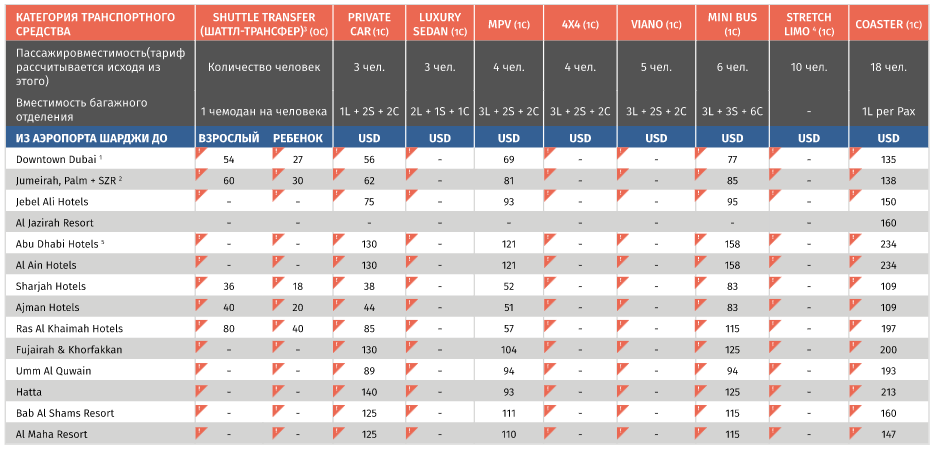 КАТЕГОРИЯ ТРАНСПОРТНОГО СРЕДСТВА | SHUTTLE TRANSFER (ШАТТЛ-ТРАНСФЕР)³ (ОС) | PRIVATE CAR (1C) | LUXURY SEDAN (1C) | MPV (1C) | 4X4 (1C) | VIANO (1C) | MINI BUS (1C) | STRETCH LIMO ⁴ (1C) | COASTER (1C)
Пассажировместимость(тариф рассчитывается исходя из этого) | Количество человек | 3 чел. | 3 чел. | 4 чел. | 4 чел. | 5 чел. | 6 чел. | 10 чел. | 18 чел.
Вместимость багажного отделения | 1 чемодан на человека | 1L + 2S + 2C | 2L + 1S + 1C | 3L + 2S + 2C | 3L + 2S + 2C | 3L + 2S + 2C | 3L + 3S + 6C | - | 1L per Pax
ИЗ АЭРОПОРТА ШАРДЖИ ДО | ВЗРОСЛЫЙ | РЕБЕНОК | USD | USD | USD | USD | USD | USD | USD | USD
Downtown Dubai ¹ | 54 | 27 | 56 | - | 69 | - | - | 77 | - | 135
Jumeirah, Palm + SZR ² | 60 | 30 | 62 | - | 81 | - | - | 85 | - | 138
Jebel Ali Hotels | - | - | 75 | - | 93 | - | - | 95 | - | 150
Al Jazirah Resort | - | - | - | - | - | - | - | - | - | 160
Abu Dhabi Hotels ⁵ | - | - | 130 | - | 121 | - | - | 158 | - | 234
Al Ain Hotels | - | - | 130 | - | 121 | - | - | 158 | - | 234
Sharjah Hotels | 36 | 18 | 38 | - | 52 | - | - | 83 | - | 109
Ajman Hotels | 40 | 20 | 44 | - | 51 | - | - | 83 | - | 109
Ras Al Khaimah Hotels | 80 | 40 | 85 | - | 57 | - | - | 115 | - | 197
Fujairah & Khorfakkan | - | - | 130 | - | 104 | - | - | 125 | - | 200
Umm Al Quwain | - | - | 89 | - | 94 | - | - | 94 | - | 193
Hatta | - | - | 140 | - | 93 | - | - | 125 | - | 213
Bab Al Shams Resort | - | - | 125 | - | 111 | - | - | 115 | - | 160
Al Maha Resort | - | - | 125 | - | 110 | - | - | 115 | - | 147